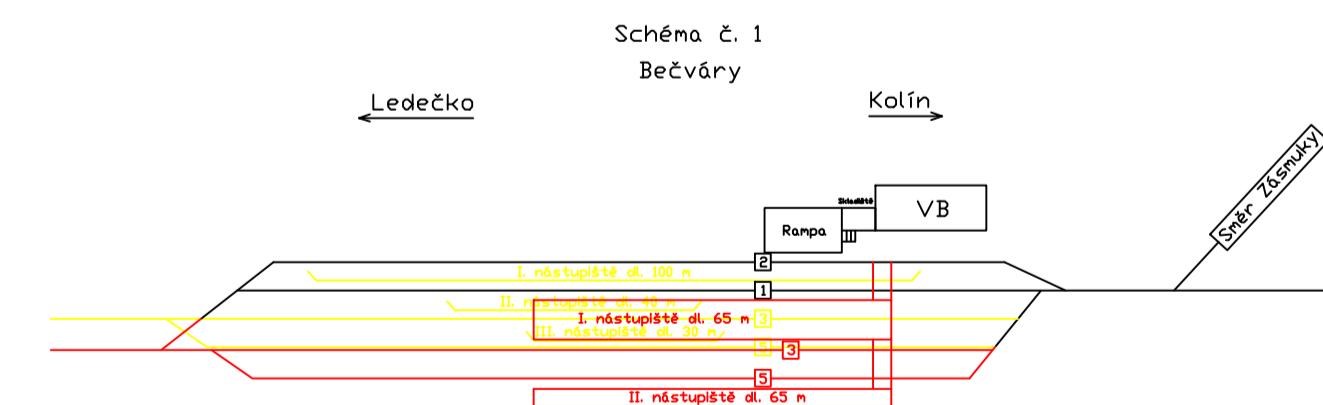 Schéma č. 1
Bečváry
Ledečko
Kolín
Směr Zásmuky
Skladiště
VB
Rampa
2
I. nástupiště dl. 100 m
1
II. nástupiště dl. 40 m
I. nástupiště dl. 65 m
3
III. nástupiště dl. 30 m
5
3
5
II. nástupiště dl. 65 m